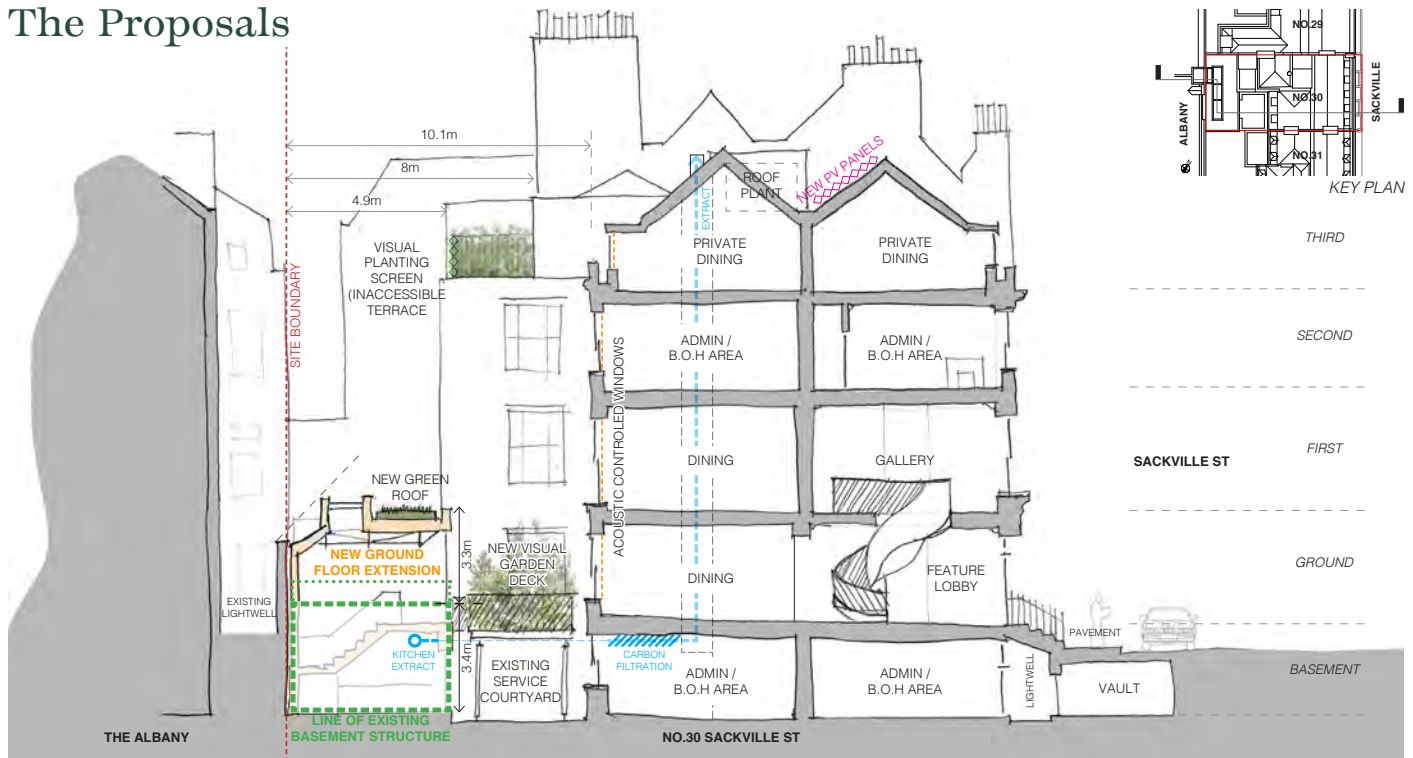 The Proposals
NO.29
NO.30
NO.31
ALBANY
SACKVILLE
KEY PLAN
10.1m
8m
4.9m
SITE BOUNDARY
VISUAL
PLANTING
SCREEN
(INACCESSIBLE
TERRACE
EXTRACT
ROOF
PLANT
NEW PV PANELS
PRIVATE
DINING
PRIVATE
DINING
THIRD
ADMIN /
B.O.H AREA
ADMIN /
B.O.H AREA
SECOND
ACOUSTIC CONTROLED WINDOWS
DINING
GALLERY
SACKVILLE ST
FIRST
NEW GREEN
ROOF
NEW GROUND
FLOOR EXTENSION
3.3m
NEW VISUAL
GARDEN
DECK
DINING
FEATURE
LOBBY
GROUND
EXISTING
LIGHTWELL
PAVEMENT
KITCHEN
EXTRACT
3.4m
CARBON
FILTRATION
EXISTING
SERVICE
COURTYARD
ADMIN /
B.O.H AREA
ADMIN /
B.O.H AREA
LIGHTWELL
VAULT
BASEMENT
LINE OF EXISTING
BASEMENT STRUCTURE
THE ALBANY
NO.30 SACKVILLE ST